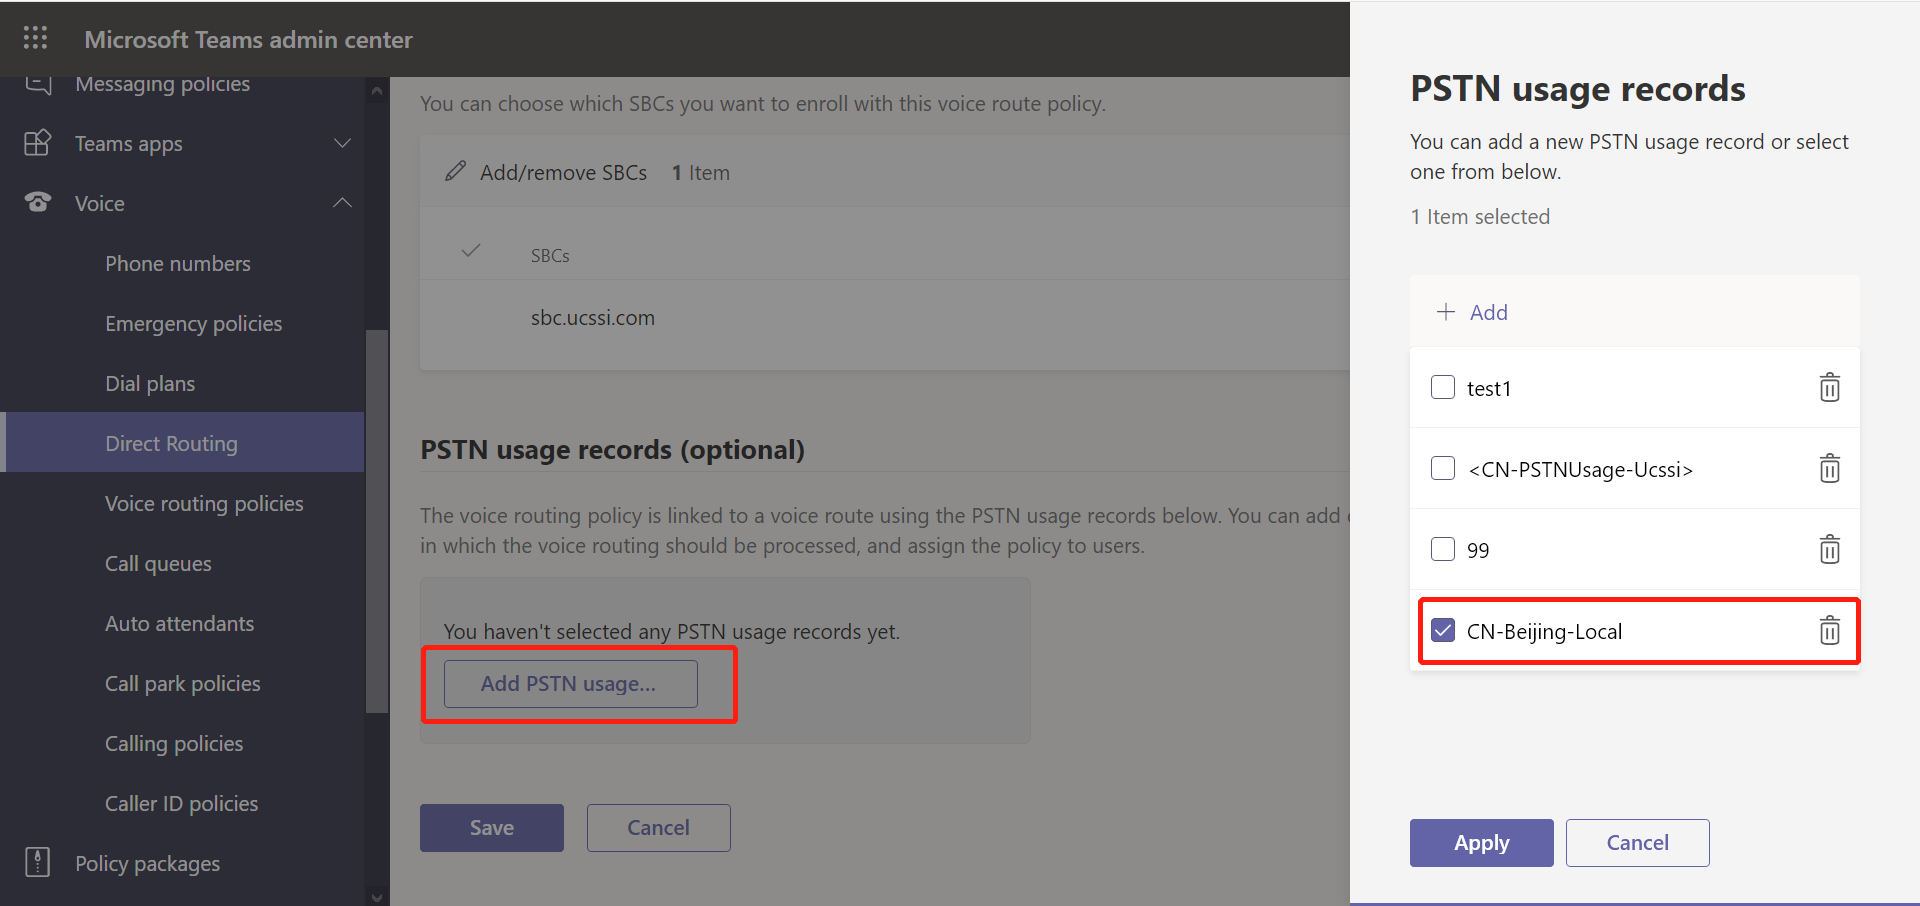 Microsoft Teams admin center
Messaging policies
Teams apps
Voice
Phone numbers
Emergency policies
Dial plans
Direct Routing
Voice routing policies
Call queues
Auto attendants
Call park policies
Calling policies
Caller ID policies
Policy packages
You can choose which SBCs you want to enroll with this voice route policy.
Add/remove SBCs 1 Item
SBCs
sbc.ucssi.com
PSTN usage records (optional)
The voice routing policy is linked to a voice route using the PSTN usage records below. You can add
in which the voice routing should be processed, and assign the policy to users.
You haven't selected any PSTN usage records yet.
Add PSTN usage...
Save Cancel
PSTN usage records
You can add a new PSTN usage record or select
one from below.
1 Item selected
+ Add
test1
<CN-PSTNUsage-Ucssi>
99
CN-Beijing-Local
Apply Cancel